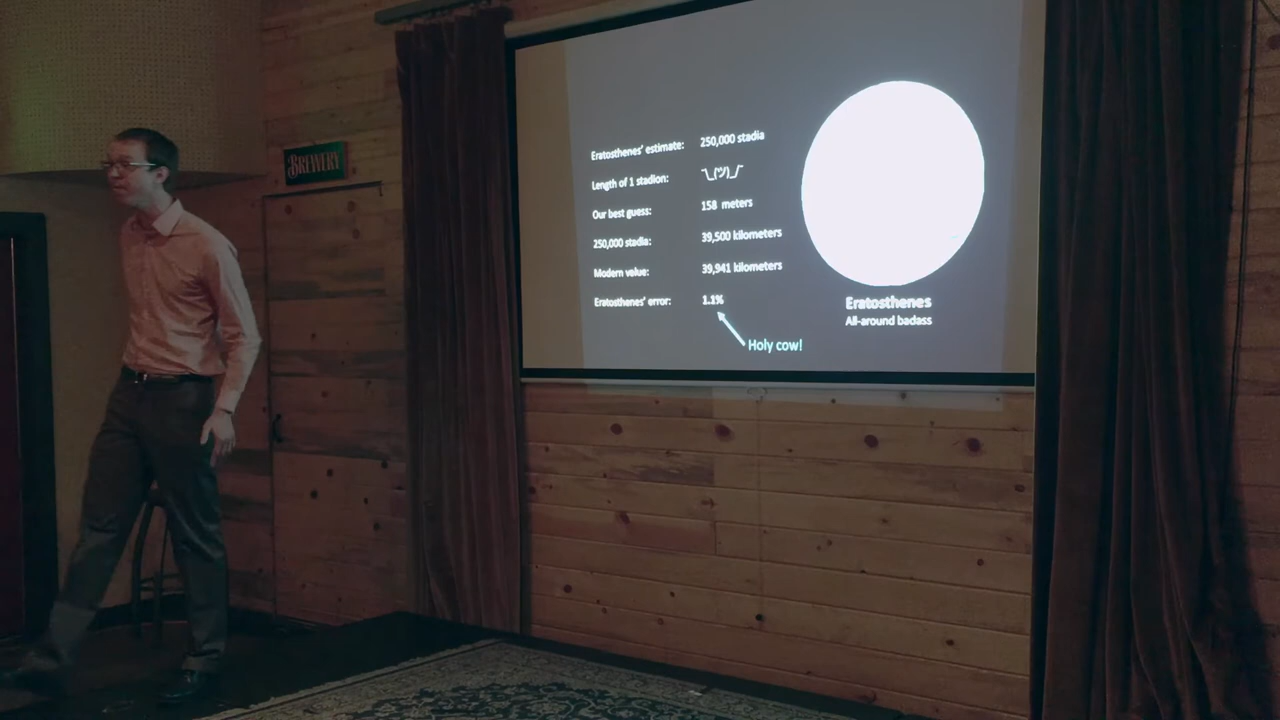 BREWERY
Eratosthenes' estimate: 250,000 stadia
Length of 1 stadion: ¯\_(ツ)_/¯
Our best guess: 158 meters
250,000 stadia: 39,500 kilometers
Modern value: 39,941 kilometers
Eratosthenes' error: 1.1%
Holy cow!
Eratosthenes
All-around badass